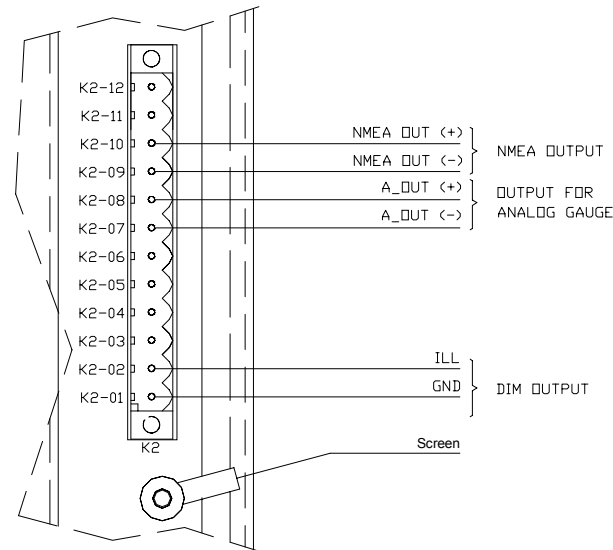 K2-12
K2-11
K2-10
K2-09
K2-08
K2-07
K2-06
K2-05
K2-04
K2-03
K2-02
K2-01
K2
NMEA OUT (+)
NMEA OUT (-)
NMEA OUTPUT
A_OUT (+)
A_OUT (-)
OUTPUT FOR
ANALOG GAUGE
ILL
GND
DIM OUTPUT
Screen